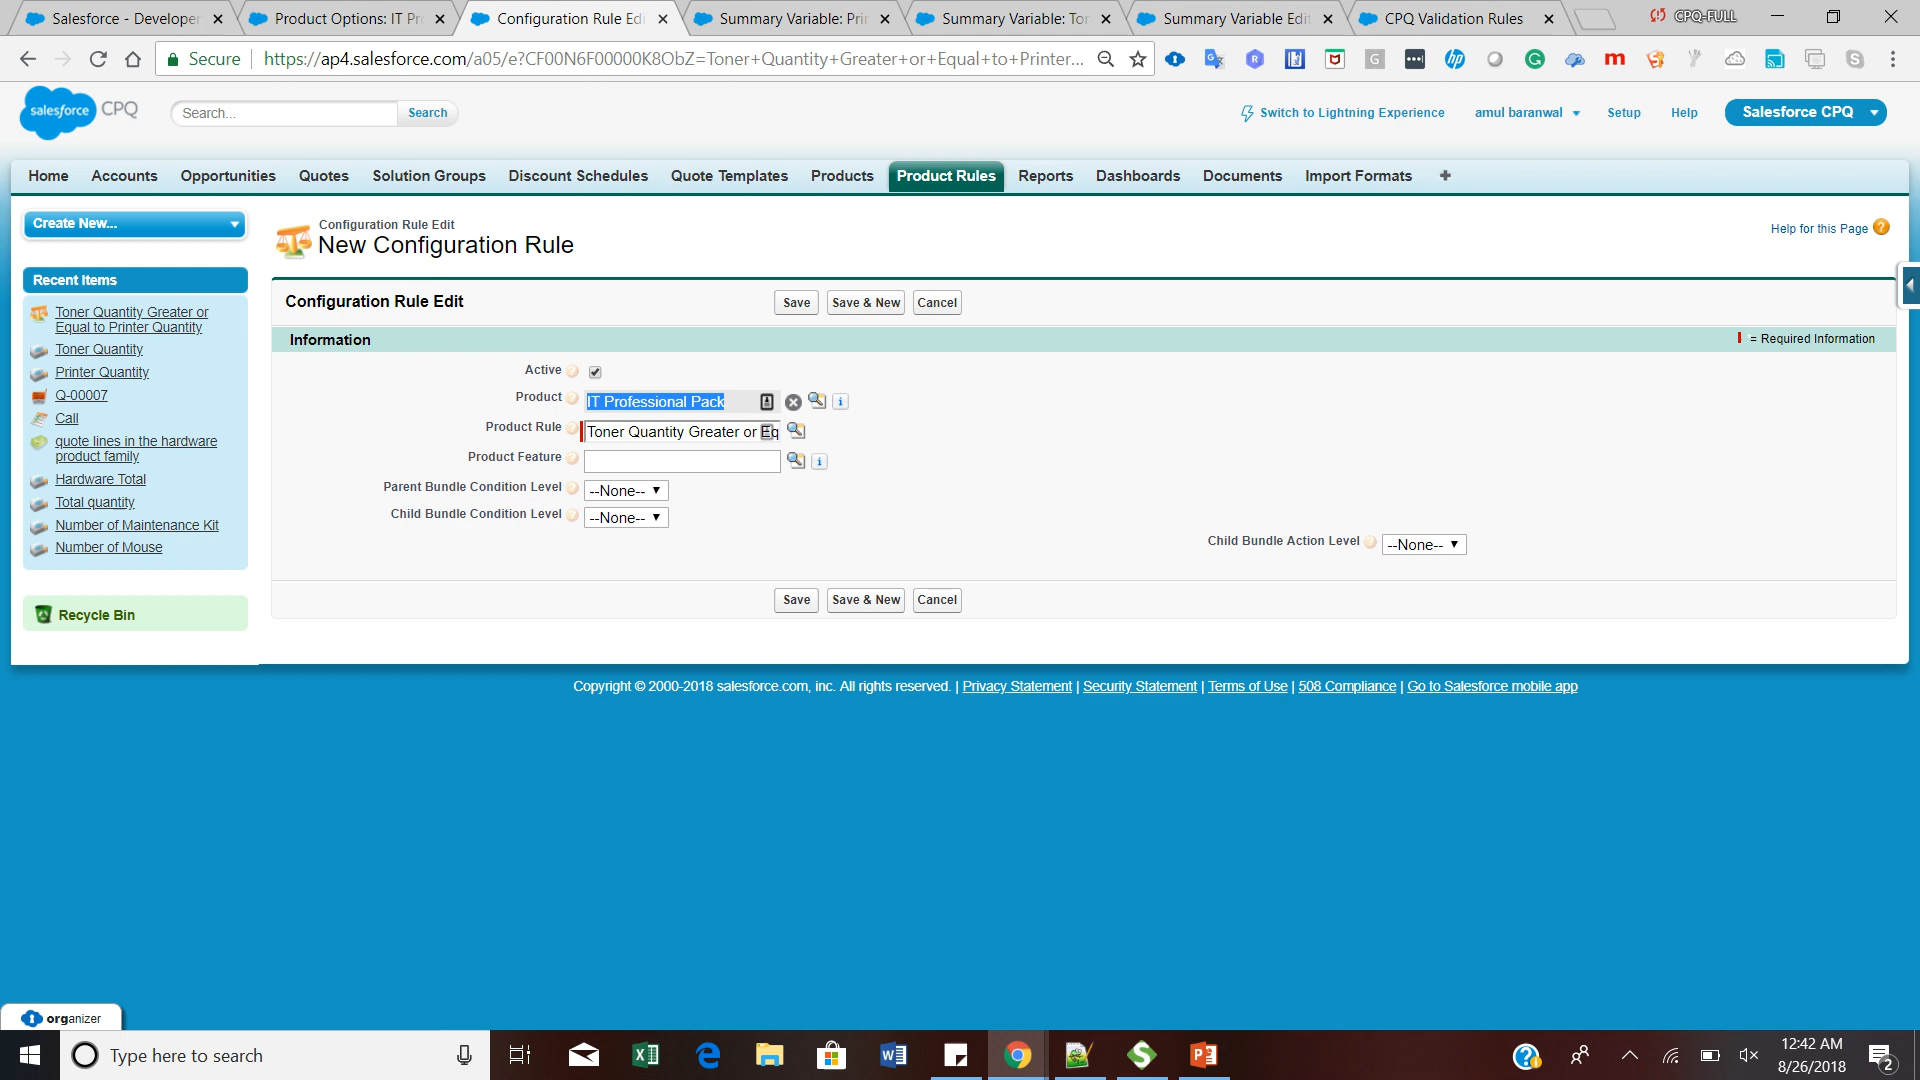 Salesforce - Developer
Product Options: IT Pr
Configuration Rule Edi
Summary Variable: Prin
Summary Variable: Ton
Summary Variable Edit
CPQ Validation Rules
CPQ-FULL
Secure
https://ap4.salesforce.com/a05/e?CF00N6F00000K8ObZ=Toner+Quantity+Greater+or+Equal+to+Printer...
salesforce CPQ
Search...
Search
Switch to Lightning Experience
amul baranwal
Setup
Help
Salesforce CPQ
Home Accounts Opportunities Quotes Solution Groups Discount Schedules Quote Templates Products Product Rules Reports Dashboards Documents Import Formats +
Create New...
Configuration Rule Edit
New Configuration Rule
Help for this Page ?
Recent Items
Toner Quantity Greater or
Equal to Printer Quantity
Toner Quantity
Printer Quantity
Q-00007
Call
quote lines in the hardware
product family
Hardware Total
Total quantity
Number of Maintenance Kit
Number of Mouse
Recycle Bin
Configuration Rule Edit
Save
Save & New
Cancel
Information
= Required Information
Active
Product
IT Professional Pack
Product Rule
Toner Quantity Greater or Eq
Product Feature
Parent Bundle Condition Level
--None--
Child Bundle Condition Level
--None--
Child Bundle Action Level
--None--
Save
Save & New
Cancel
Copyright © 2000-2018 salesforce.com, inc. All rights reserved. | Privacy Statement | Security Statement | Terms of Use | 508 Compliance | Go to Salesforce mobile app
organizer
Type here to search
12:42 AM
8/26/2018
2